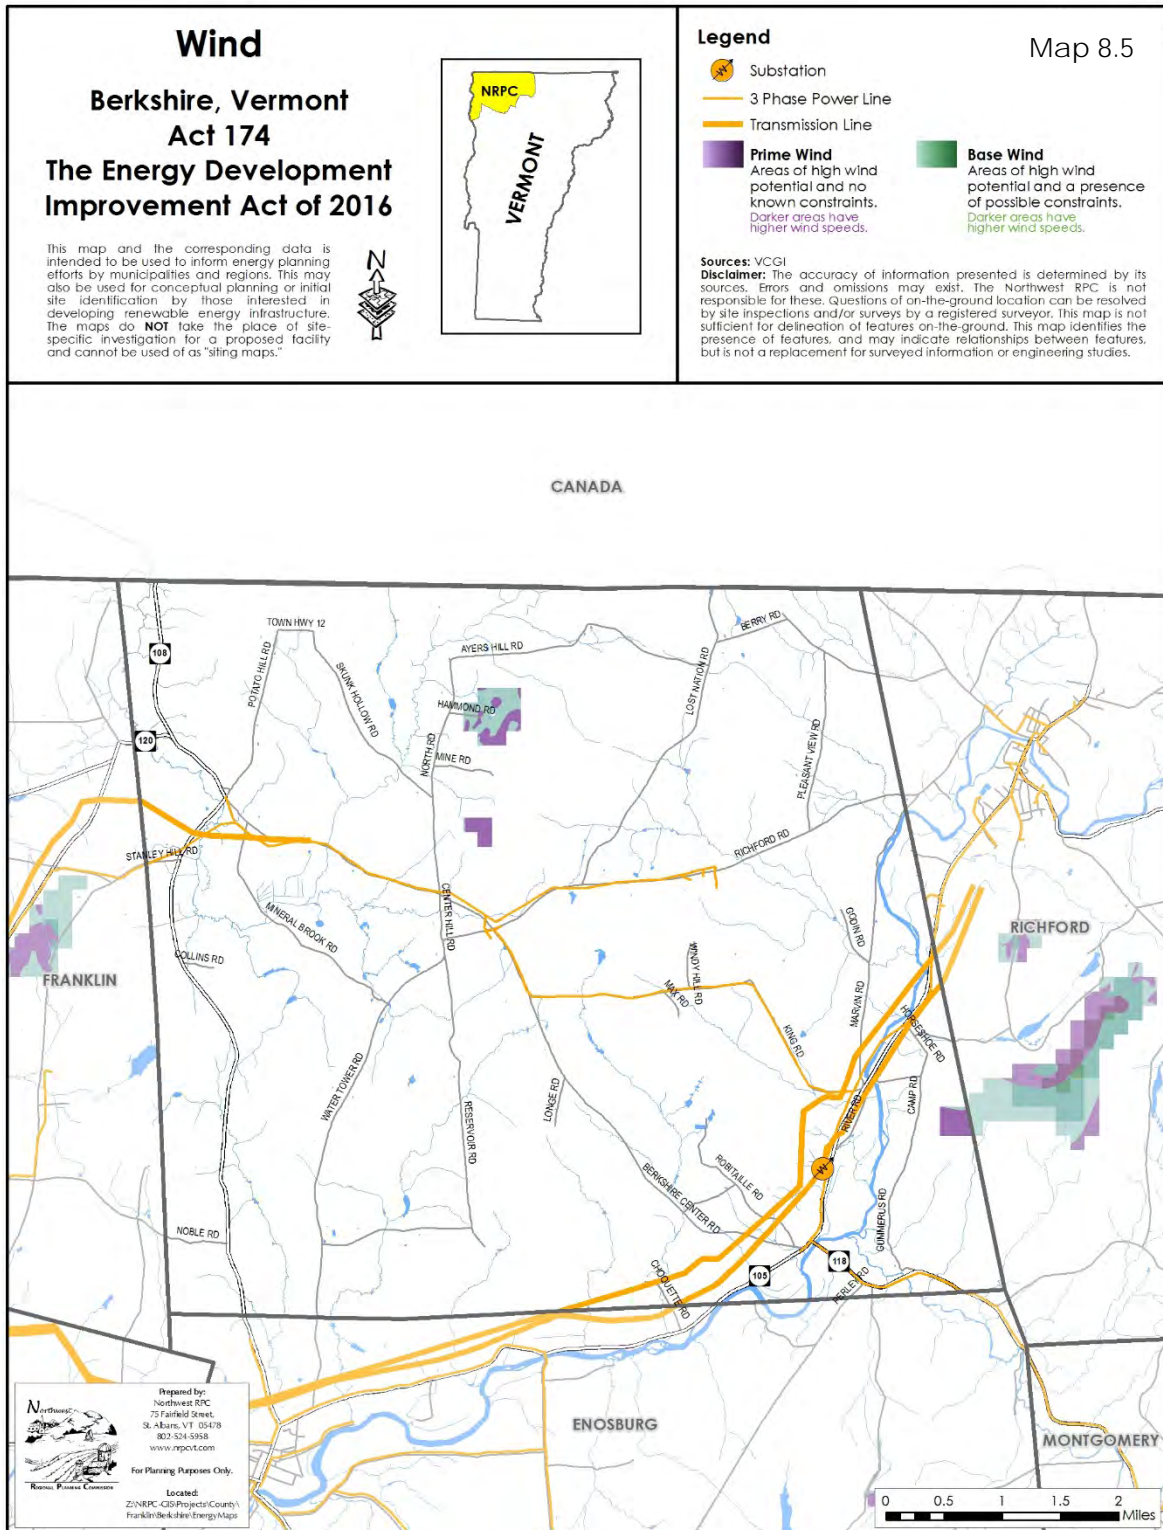 Wind
Berkshire, Vermont
Act 174
The Energy Development
Improvement Act of 2016
This map and the corresponding data is
intended to be used to inform energy planning
efforts by municipalities and regions. This may
also be used for conceptual planning or initial
site identification by those interested in
developing renewable energy infrastructure.
The maps do NOT take the place of site-
specific investigation for a proposed facility
and cannot be used of as "siting maps."
N
NRPC
VERMONT
Legend
Map 8.5
Substation
3 Phase Power Line
Transmission Line
Prime Wind
Areas of high wind
potential and no
known constraints.
Darker areas have
higher wind speeds.
Base Wind
Areas of high wind
potential and a presence
of possible constraints.
Darker areas have
higher wind speeds.
Sources: VCGI
Disclaimer: The accuracy of information presented is determined by its
sources. Errors and omissions may exist. The Northwest RPC is not
responsible for these. Questions of on-the-ground location can be resolved
by site inspections and/or surveys by a registered surveyor. This map is not
sufficient for delineation of features on-the-ground. This map identifies the
presence of features, and may indicate relationships between features,
but is not a replacement for surveyed information or engineering studies.
CANADA
TOWN HWY 12
BERRY RD
108
AYERS HILL RD
POTATO HILL RD
SKUNK HOLLOW RD
LOST NATION RD
HAMMOND RD
120
NORTH RD
MINE RD
PLEASANT VIEW RD
RICHFORD RD
STANLEY HILL RD
CENTER HILL RD
MINERAL BROOK RD
GODIN RD
RICHFORD
COLLINS RD
WINDY HILL RD
FRANKLIN
MAX RD
MARVIN RD
KING RD
HORSESHOE RD
WATER TOWER RD
LONGE RD
CAMP RD
RIVER RD
RESERVOIR RD
ROBITAILLE RD
BERKSHIRE CENTER RD
GUMMERUS RD
NOBLE RD
118
105
CHOQUETTE RD
PERLEY RD
ENOSBURG
MONTGOMERY
Northwest
REGIONAL PLANNING COMMISSION
Prepared by:
Northwest RPC
75 Fairfield Street,
St. Albans, VT 05478
802-524-5958
www.nrpcvt.com
For Planning Purposes Only.
Located:
Z:\NRPC-GIS\Projects\County\
Franklin\Berkshire\EnergyMaps
0 0.5 1 1.5 2
Miles